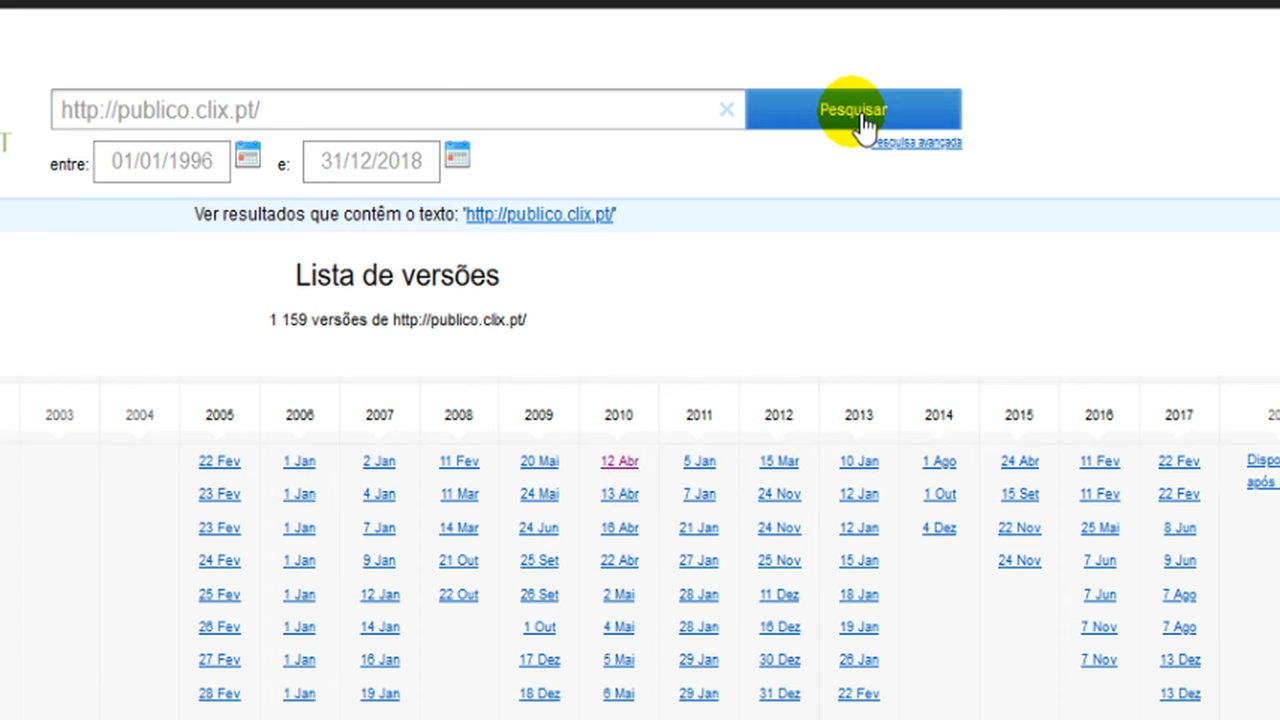 http://publico.clix.pt/ Pesquisar
T
Pesquisa avançada
entre: 01/01/1996 e: 31/12/2018
Ver resultados que contêm o texto: 'http://publico.clix.pt/'
Lista de versões
1 159 versões de http://publico.clix.pt/
2003 2004 2005 2006 2007 2008 2009 2010 2011 2012 2013 2014 2015 2016 2017 20
22 Fev 1 Jan 2 Jan 11 Fev 20 Mai 12 Abr 5 Jan 15 Mar 10 Jan 1 Ago 24 Abr 11 Fev 22 Fev Dispo
após
23 Fev 1 Jan 4 Jan 11 Mar 24 Mai 13 Abr 7 Jan 24 Nov 12 Jan 1 Out 15 Set 11 Fev 22 Fev
23 Fev 1 Jan 7 Jan 14 Mar 24 Jun 16 Abr 21 Jan 24 Nov 12 Jan 4 Dez 22 Nov 25 Mai 8 Jun
24 Fev 1 Jan 9 Jan 21 Out 25 Set 22 Abr 27 Jan 25 Nov 15 Jan 24 Nov 7 Jun 9 Jun
25 Fev 1 Jan 12 Jan 22 Out 26 Set 2 Mai 28 Jan 11 Dez 18 Jan 7 Jun 7 Ago
26 Fev 1 Jan 14 Jan 1 Out 4 Mai 28 Jan 16 Dez 19 Jan 7 Nov 7 Ago
27 Fev 1 Jan 16 Jan 17 Dez 5 Mai 29 Jan 30 Dez 26 Jan 7 Nov 13 Dez
28 Fev 1 Jan 19 Jan 18 Dez 6 Mai 29 Jan 31 Dez 22 Fev 13 Dez